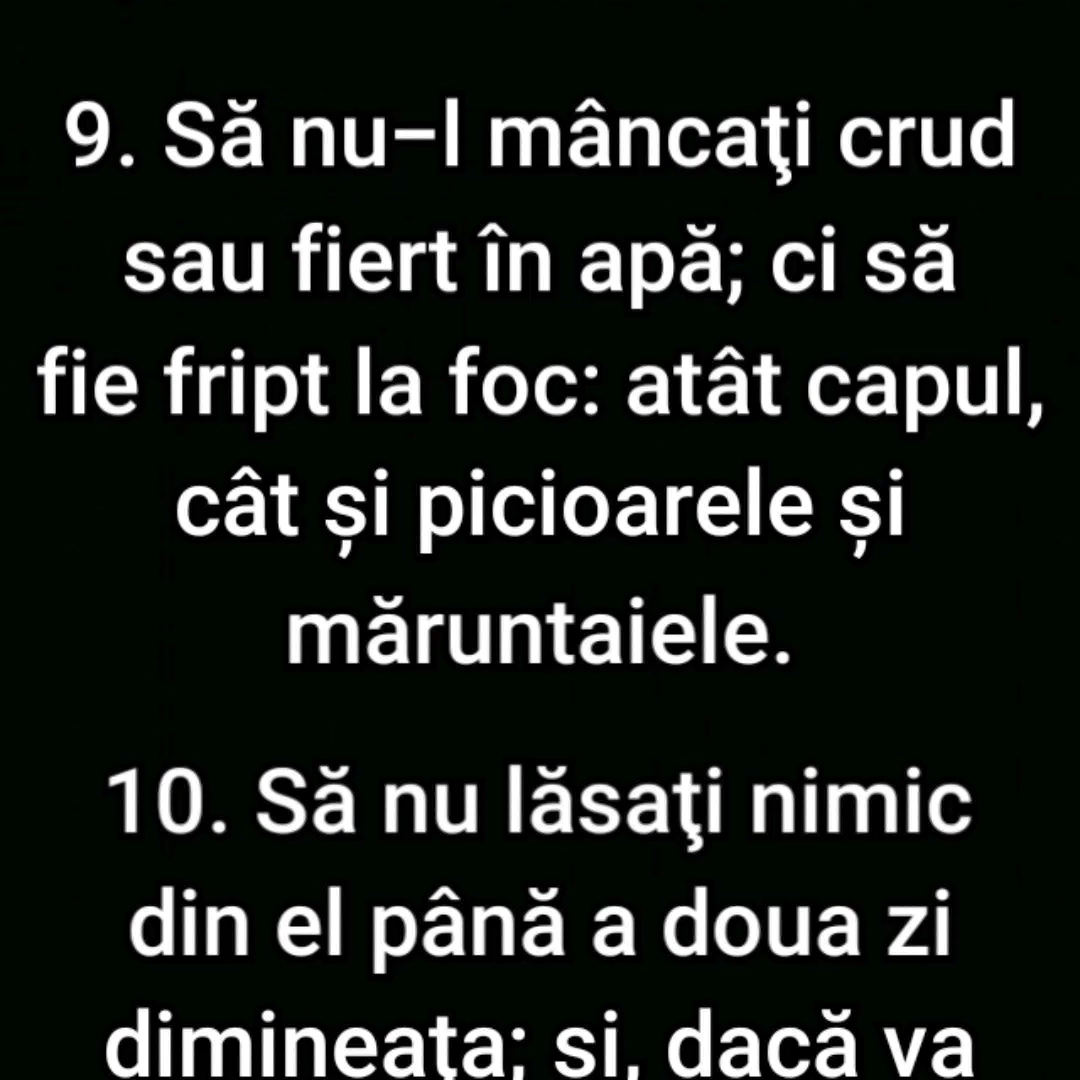 9. Să nu–l mâncaţi crud
sau fiert în apă; ci să
fie fript la foc: atât capul,
cât și picioarele și
măruntaiele.
10. Să nu lăsaţi nimic
din el până a doua zi
dimineaţa; si, dacă va